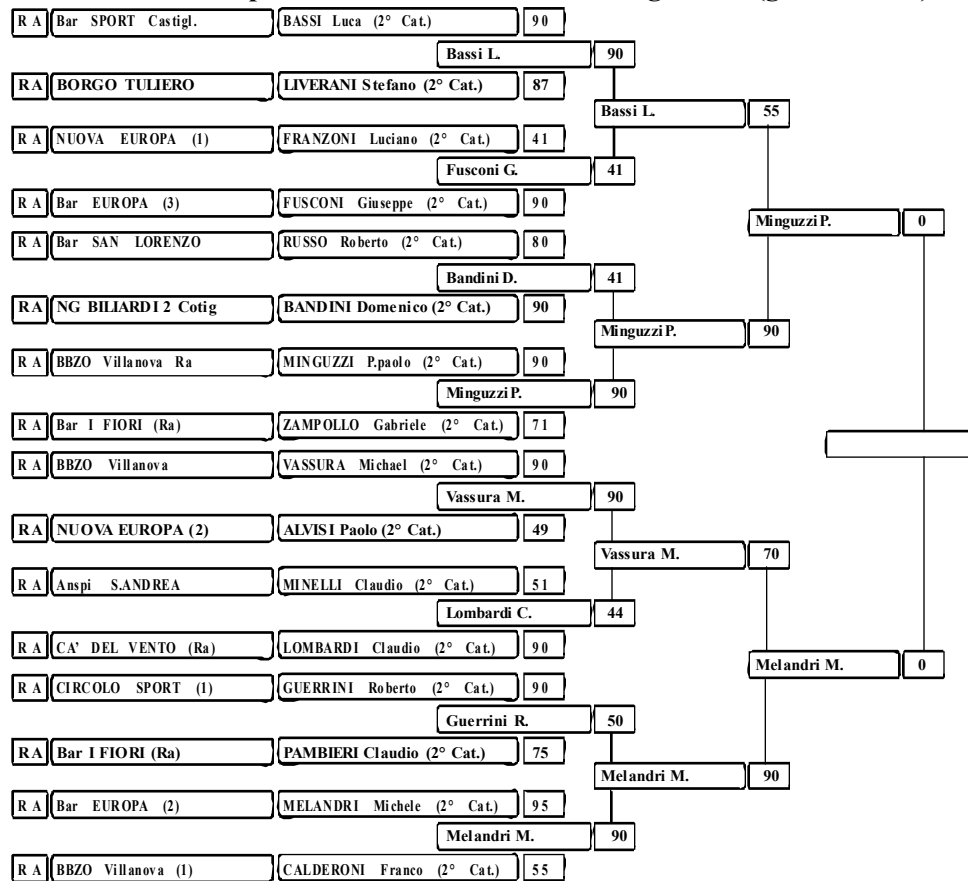 R A Bar SPORT Castigl. BASSI Luca (2° Cat.) 90
Bassi L. 90
RA BORGO TULIERO LIVERANI Stefano (2° Cat.) 87
Bassi L. 55
R A NUOVA EUROPA (1) FRANZONI Luciano (2° Cat.) 41
Fusconi G. 41
R A Bar EUROPA (3) FUSCONI Giuseppe (2° Cat.) 90
Minguzzi P. 0
R A Bar SAN LORENZO RUSSO Roberto (2° Cat.) 80
Bandini D. 41
RA NG BILIARDI 2 Cotig BANDINI Domenico (2° Cat.) 90
Minguzzi P. 90
R A BBZO Villanova Ra MINGUZZI P.paolo (2° Cat.) 90
Minguzzi P. 90
R A Bar I FIORI (Ra) ZAMPOLLO Gabriele (2° Cat.) 71
R A BBZO Villanova VASSURA Michael (2° Cat.) 90
Vassura M. 90
RA NUOVA EUROPA (2) ALVISI Paolo (2° Cat.) 49
Vassura M. 70
R A Anspi S.ANDREA MINELLI Claudio (2° Cat.) 51
Lombardi C. 44
R A CA' DEL VENTO (Ra) LOMBARDI Claudio (2° Cat.) 90
Melandri M. 0
R A CIRCOLO SPORT (1) GUERRINI Roberto (2° Cat.) 90
Guerrini R. 50
RA Bar I FIORI (Ra) PAMBIERI Claudio (2° Cat.) 75
Melandri M. 90
R A Bar EUROPA (2) MELANDRI Michele (2° Cat.) 95
Melandri M. 90
R A BBZO Villanova (1) CALDERONI Franco (2° Cat.) 55